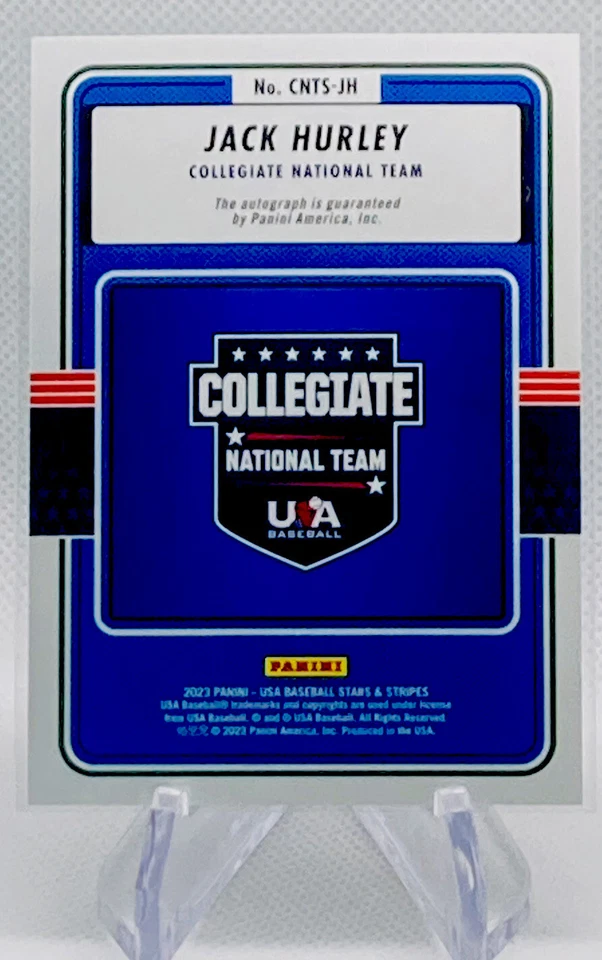 No. CNTS-JH
JACK HURLEY
COLLEGIATE NATIONAL TEAM
The autograph is guaranteed
by Panini America, Inc.
COLLEGIATE
NATIONAL TEAM
USA
BASEBALL
PANINI
2023 PANINI - USA BASEBALL STARS & STRIPES
USA Baseball® trademarks and copyrights are used under license
from USA Baseball. © and ® USA Baseball. All Rights Reserved.
© 2023 Panini America, Inc. Produced in the USA.